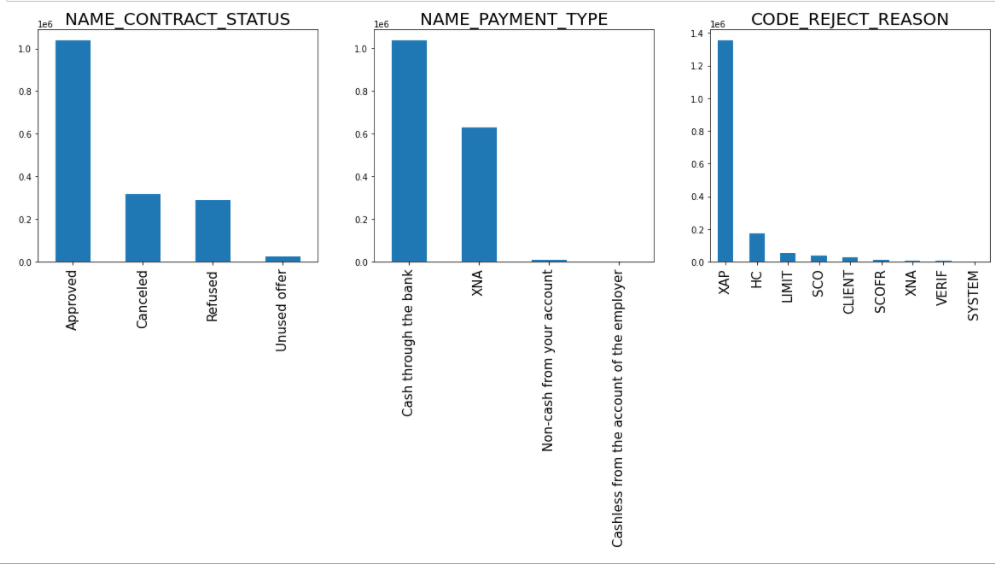 NAME_CONTRACT_STATUS
1e6
1.0
0.8
0.6
0.4
0.2
0.0
Approved
Canceled
Refused
Unused offer
NAME_PAYMENT_TYPE
1e6
1.0
0.8
0.6
0.4
0.2
0.0
Cash through the bank
XNA
Non-cash from your account
Cashless from the account of the employer
CODE_REJECT_REASON
1e6
1.4
1.2
1.0
0.8
0.6
0.4
0.2
0.0
XAP
HC
LIMIT
SCO
CLIENT
SCOFR
XNA
VERIF
SYSTEM